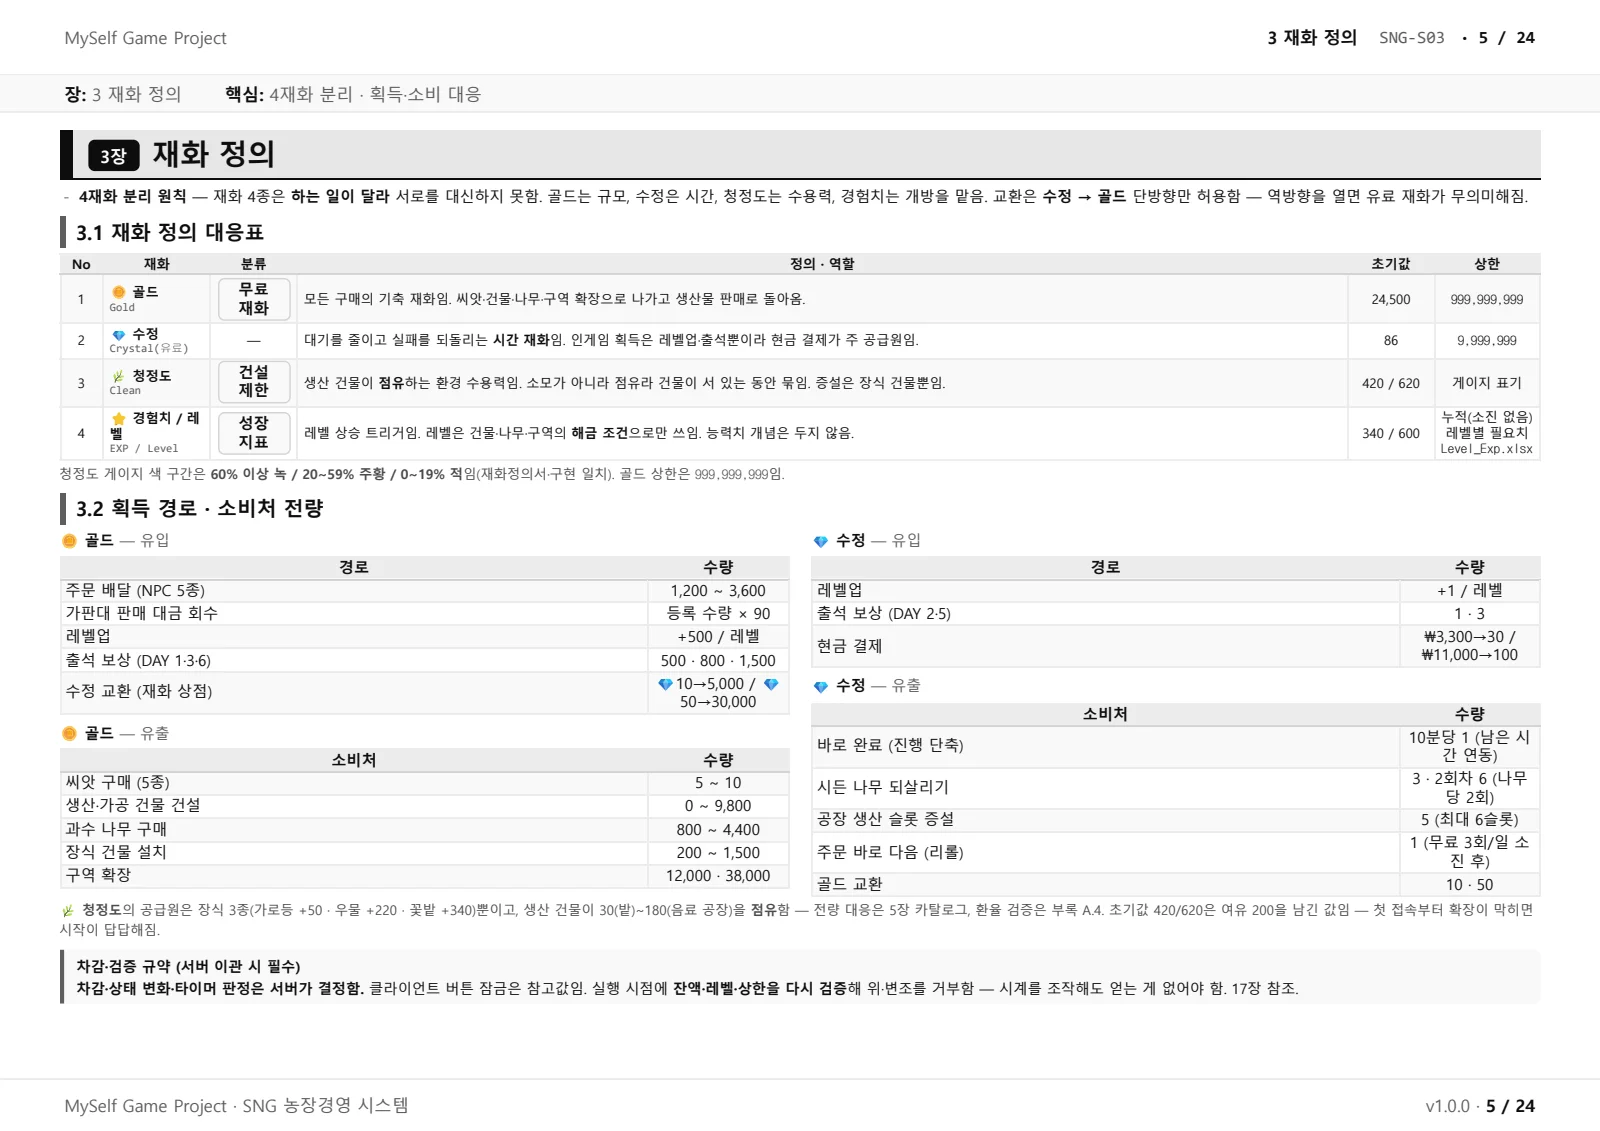 MySelf Game Project
3 재화 정의 SNG-S03 · 5 / 24
장: 3 재화 정의 핵심: 4재화 분리 · 획득·소비 대응
3장 재화 정의
- 4재화 분리 원칙 — 재화 4종은 하는 일이 달라 서로를 대신하지 못함. 골드는 규모, 수정은 시간, 청정도는 수용력, 경험치는 개방을 맡음. 교환은 수정 → 골드 단방향만 허용함 — 역방향을 열면 유료 재화가 무의미해짐.
3.1 재화 정의 대응표
No 재화 분류 정의 · 역할 초기값 상한
1 골드 Gold 무료 재화 모든 구매의 기축 재화임. 씨앗·건물·나무·구역 확장으로 나가고 생산물 판매로 돌아옴. 24,500 999,999,999
2 수정 Crystal(유료) — 대기를 줄이고 실패를 되돌리는 시간 재화임. 인게임 획득은 레벨업·출석뿐이라 현금 결제가 주 공급원임. 86 9,999,999
3 청정도 Clean 건설 제한 생산 건물이 점유하는 환경 수용력임. 소모가 아니라 점유라 건물이 서 있는 동안 묶임. 증설은 장식 건물뿐임. 420 / 620 게이지 표기
4 경험치 / 레벨 EXP / Level 성장 지표 레벨 상승 트리거임. 레벨은 건물·나무·구역의 해금 조건으로만 쓰임. 능력치 개념은 두지 않음. 340 / 600 누적(소진 없음) 레벨별 필요치 Level_Exp.xlsx
청정도 게이지 색 구간은 60% 이상 녹 / 20~59% 주황 / 0~19% 적임(재화정의서·구현 일치). 골드 상한은 999,999,999임.
3.2 획득 경로 · 소비처 전량
골드 — 유입
경로 수량
주문 배달 (NPC 5종) 1,200 ~ 3,600
가판대 판매 대금 회수 등록 수량 × 90
레벨업 +500 / 레벨
출석 보상 (DAY 1·3·6) 500 · 800 · 1,500
수정 교환 (재화 상점) 💎10→5,000 / 💎
50→30,000
골드 — 유출
소비처 수량
씨앗 구매 (5종) 5 ~ 10
생산·가공 건물 건설 0 ~ 9,800
과수 나무 구매 800 ~ 4,400
장식 건물 설치 200 ~ 1,500
구역 확장 12,000 · 38,000
수정 — 유입
경로 수량
레벨업 +1 / 레벨
출석 보상 (DAY 2·5) 1 · 3
현금 결제 ₩3,300→30 /
₩11,000→100
수정 — 유출
소비처 수량
바로 완료 (진행 단축) 10분당 1 (남은 시
간 연동)
시든 나무 되살리기 3 · 2회차 6 (나무
당 2회)
공장 생산 슬롯 증설 5 (최대 6슬롯)
주문 바로 다음 (리롤) 1 (무료 3회/일 소
진 후)
골드 교환 10 · 50
청정도의 공급원은 장식 3종(가로등 +50 · 우물 +220 · 꽃밭 +340)뿐이고, 생산 건물이 30(밭)~180(음료 공장)을 점유함 — 전량 대응은 5장 카탈로그, 환율 검증은 부록 A.4. 초기값 420/620은 여유 200을 남긴 값임 — 첫 접속부터 확장이 막히면
시작이 답답해짐.
차감·검증 규약 (서버 이관 시 필수)
차감·상태 변화·타이머 판정은 서버가 결정함. 클라이언트 버튼 잠금은 참고값임. 실행 시점에 잔액·레벨·상한을 다시 검증해 위·변조를 거부함 — 시계를 조작해도 얻는 게 없어야 함. 17장 참조.
MySelf Game Project · SNG 농장경영 시스템
v1.0.0 · 5 / 24